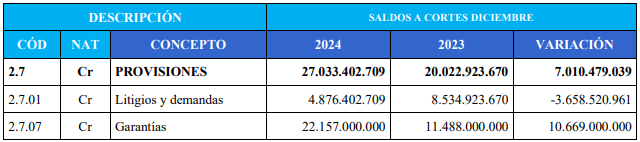 DESCRIPCIÓN SALDOS A CORTES DICIEMBRE
CÓD NAT CONCEPTO 2024 2023 VARIACIÓN
2.7 Cr PROVISIONES 27.033.402.709 20.022.923.670 7.010.479.039
2.7.01 Cr Litigios y demandas 4.876.402.709 8.534.923.670 -3.658.520.961
2.7.07 Cr Garantías 22.157.000.000 11.488.000.000 10.669.000.000